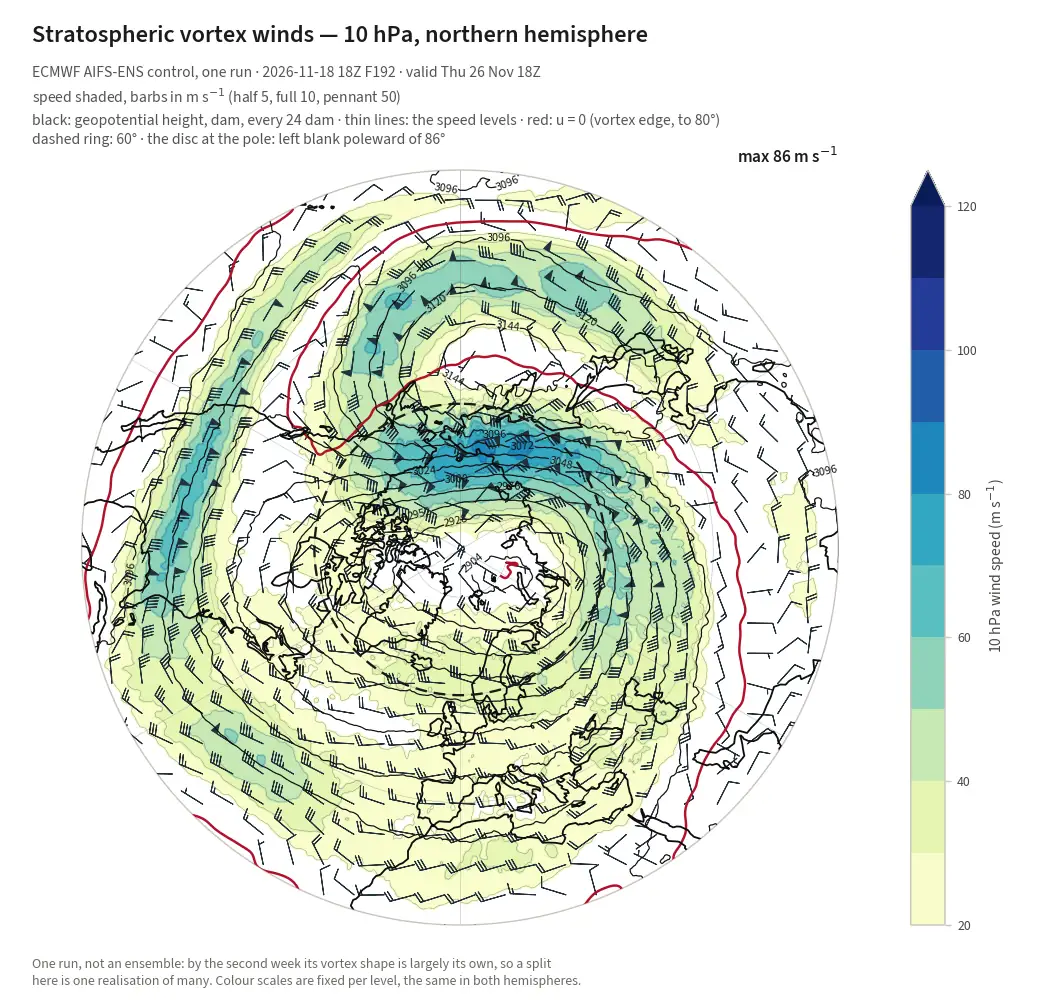 Stratospheric vortex winds — 10 hPa, northern hemisphere
ECMWF AIFS-ENS control, one run · 2026-11-18 18Z F192 · valid Thu 26 Nov 18Z
speed shaded, barbs in m s⁻¹ (half 5, full 10, pennant 50)
black: geopotential height, dam, every 24 dam · thin lines: the speed levels · red: u = 0 (vortex edge, to 80°)
dashed ring: 60° · the disc at the pole: left blank poleward of 86°
max 86 m s⁻¹
3096
3096
3096
3096
3120
3120
3144
3144
3096
3072
3048
3024
3096
2928
2904
3096
120
100
80
60
40
20
10 hPa wind speed (m s⁻¹)
One run, not an ensemble: by the second week its vortex shape is largely its own, so a split
here is one realisation of many. Colour scales are fixed per level, the same in both hemispheres.